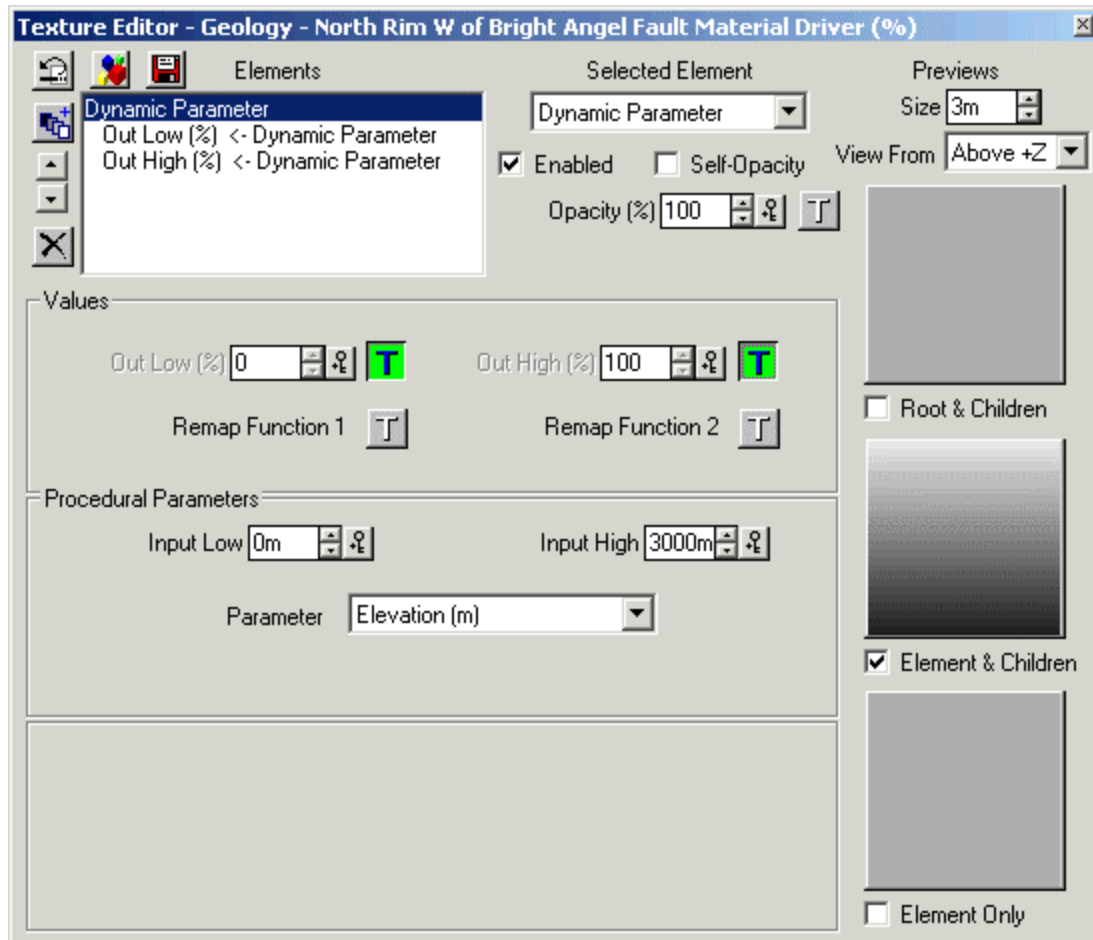 Texture Editor - Geology - North Rim W of Bright Angel Fault Material Driver (%)
Elements
Selected Element
Previews
Dynamic Parameter
Out Low (%) <- Dynamic Parameter
Out High (%) <- Dynamic Parameter
Dynamic Parameter
Size 3m
Enabled
Self-Opacity
View From Above +Z
Opacity (%) 100
T
Values
Out Low (%) 0
T
Out High (%) 100
T
Remap Function 1 T
Remap Function 2 T
Root & Children
Procedural Parameters
Input Low 0m
Input High 3000m
Parameter Elevation (m)
Element & Children
Element Only